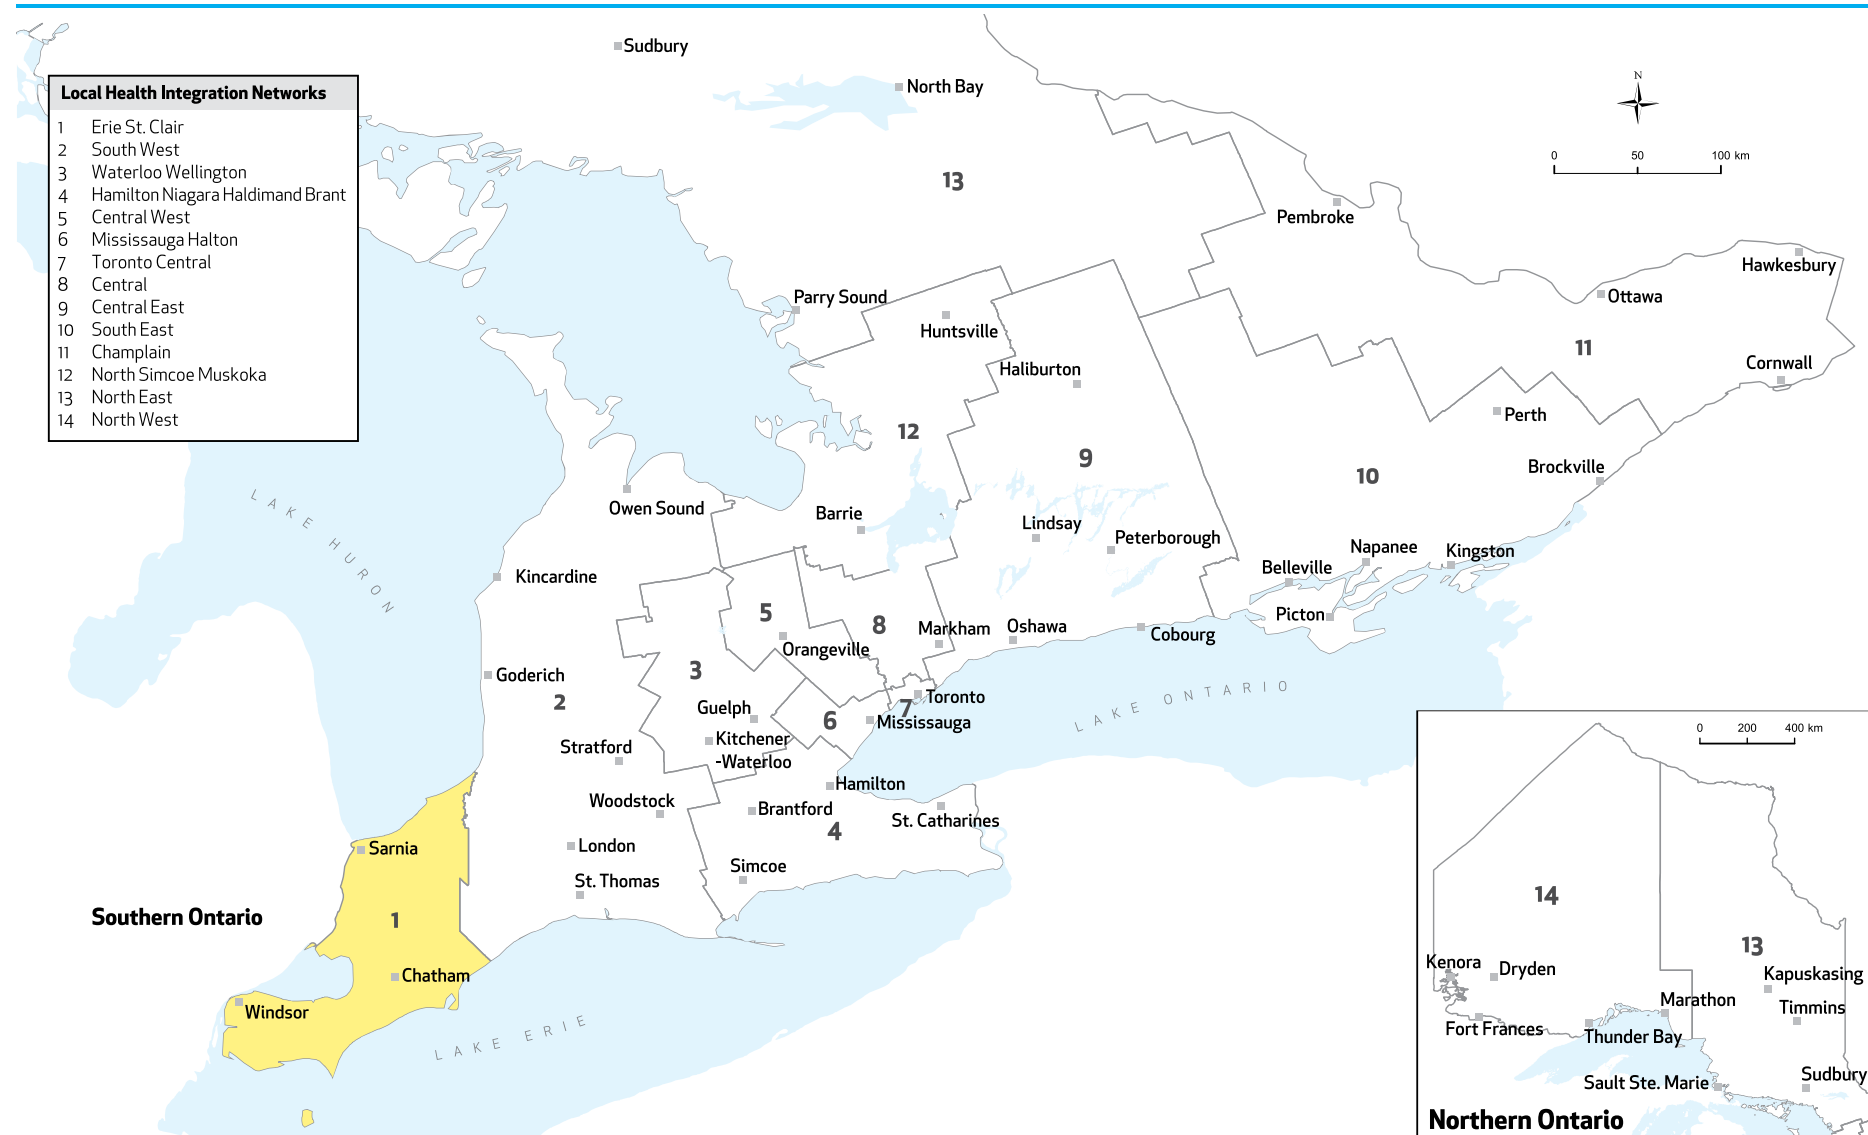 Sudbury
North Bay
N
0 50 100 km
Local Health Integration Networks
1 Erie St. Clair
2 South West
3 Waterloo Wellington
4 Hamilton Niagara Haldimand Brant
5 Central West
6 Mississauga Halton
7 Toronto Central
8 Central
9 Central East
10 South East
11 Champlain
12 North Simcoe Muskoka
13 North East
14 North West
13
Pembroke
Hawkesbury
Parry Sound
Ottawa
Huntsville
11
Haliburton
Cornwall
Perth
12
9
10
Brockville
LAKE HURON
Owen Sound
Barrie
Lindsay
Peterborough
Napanee
Kingston
Belleville
Kincardine
5
8
Markham
Oshawa
Cobourg
Picton
Orangeville
3
Goderich
2
LAKE ONTARIO
Toronto
7
Guelph
6
Mississauga
Stratford
Kitchener
-Waterloo
Hamilton
Woodstock
Brantford
4
St. Catharines
Sarnia
London
Simcoe
St. Thomas
Southern Ontario
1
Chatham
Windsor
LAKE ERIE
0 200 400 km
14
13
Kenora
Dryden
Kapuskasing
Marathon
Timmins
Fort Frances
Thunder Bay
Sault Ste. Marie
Sudbury
Northern Ontario